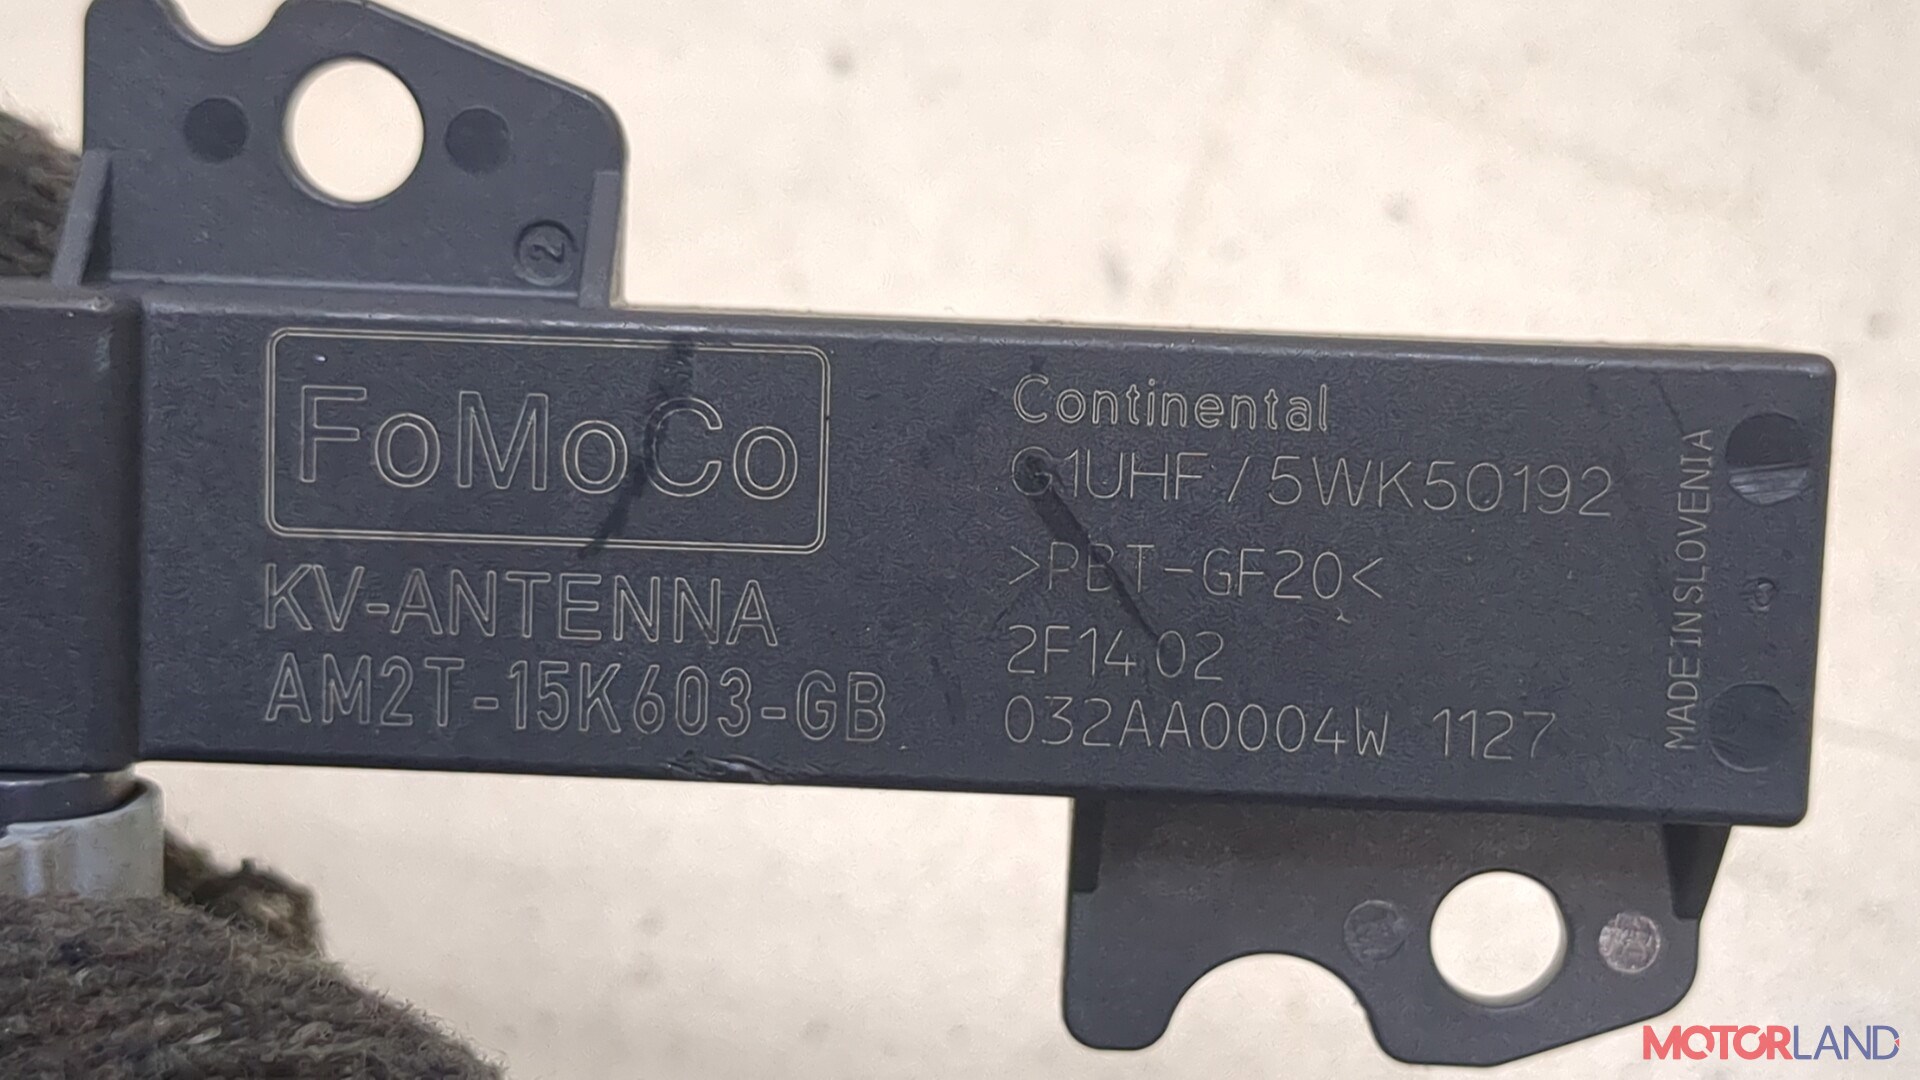 2
FoMoCo
KV-ANTENNA
AM2T-15K603-GB
Continental
G1UHF / 5WK50192
>PBT-GF20<
2F14.02
032AA0004W 1127
MADE IN SLOVENIA
MOTORLAND